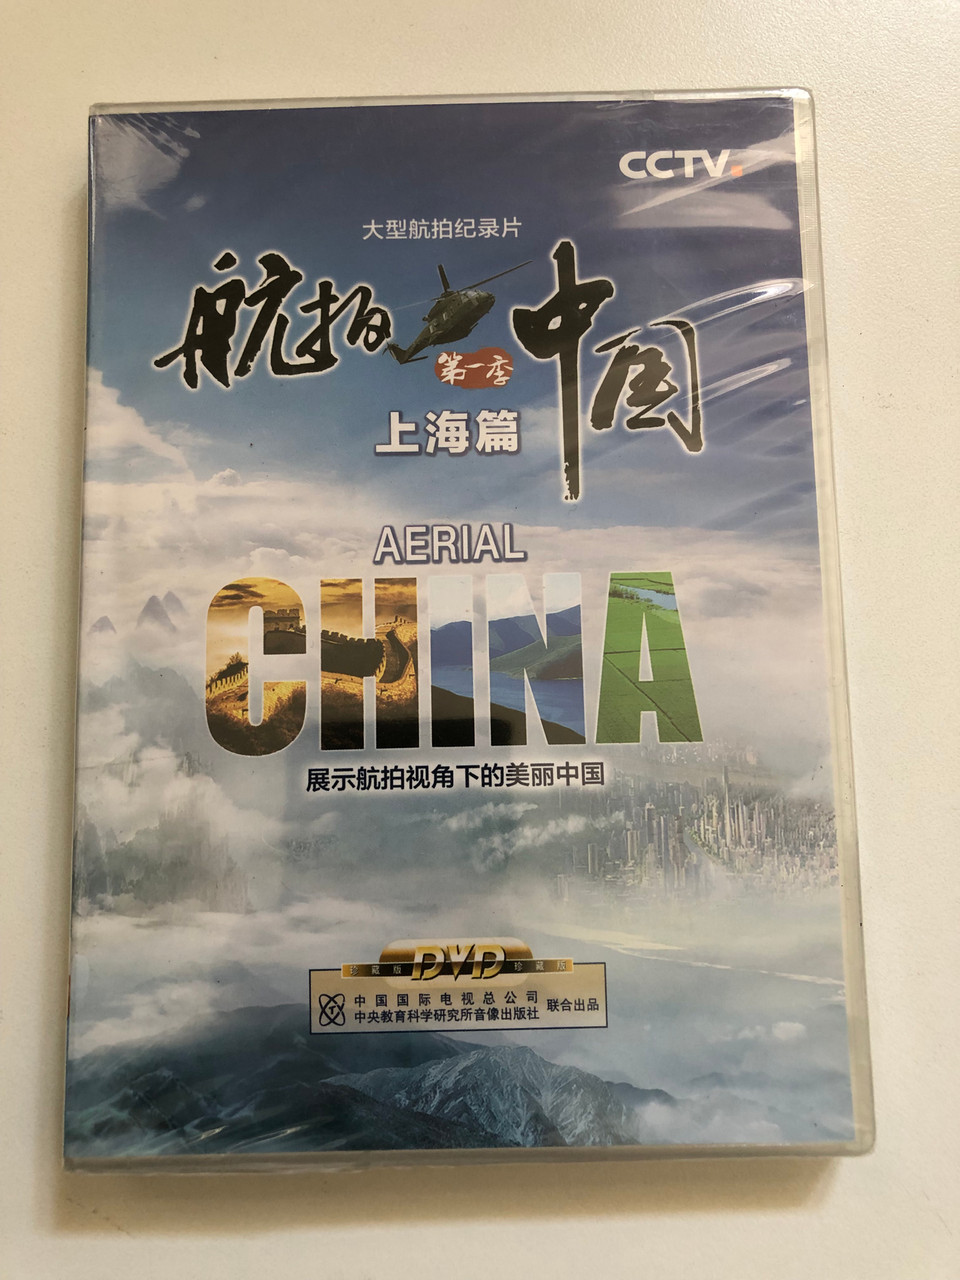 CCTV.
大型航拍纪录片
航拍中国
第一季
上海篇
AERIAL
CHINA
展示航拍视角下的美丽中国
珍藏版 DVD 珍藏版
中国国际电视总公司
中央教育科学研究所音像出版社
联合出品